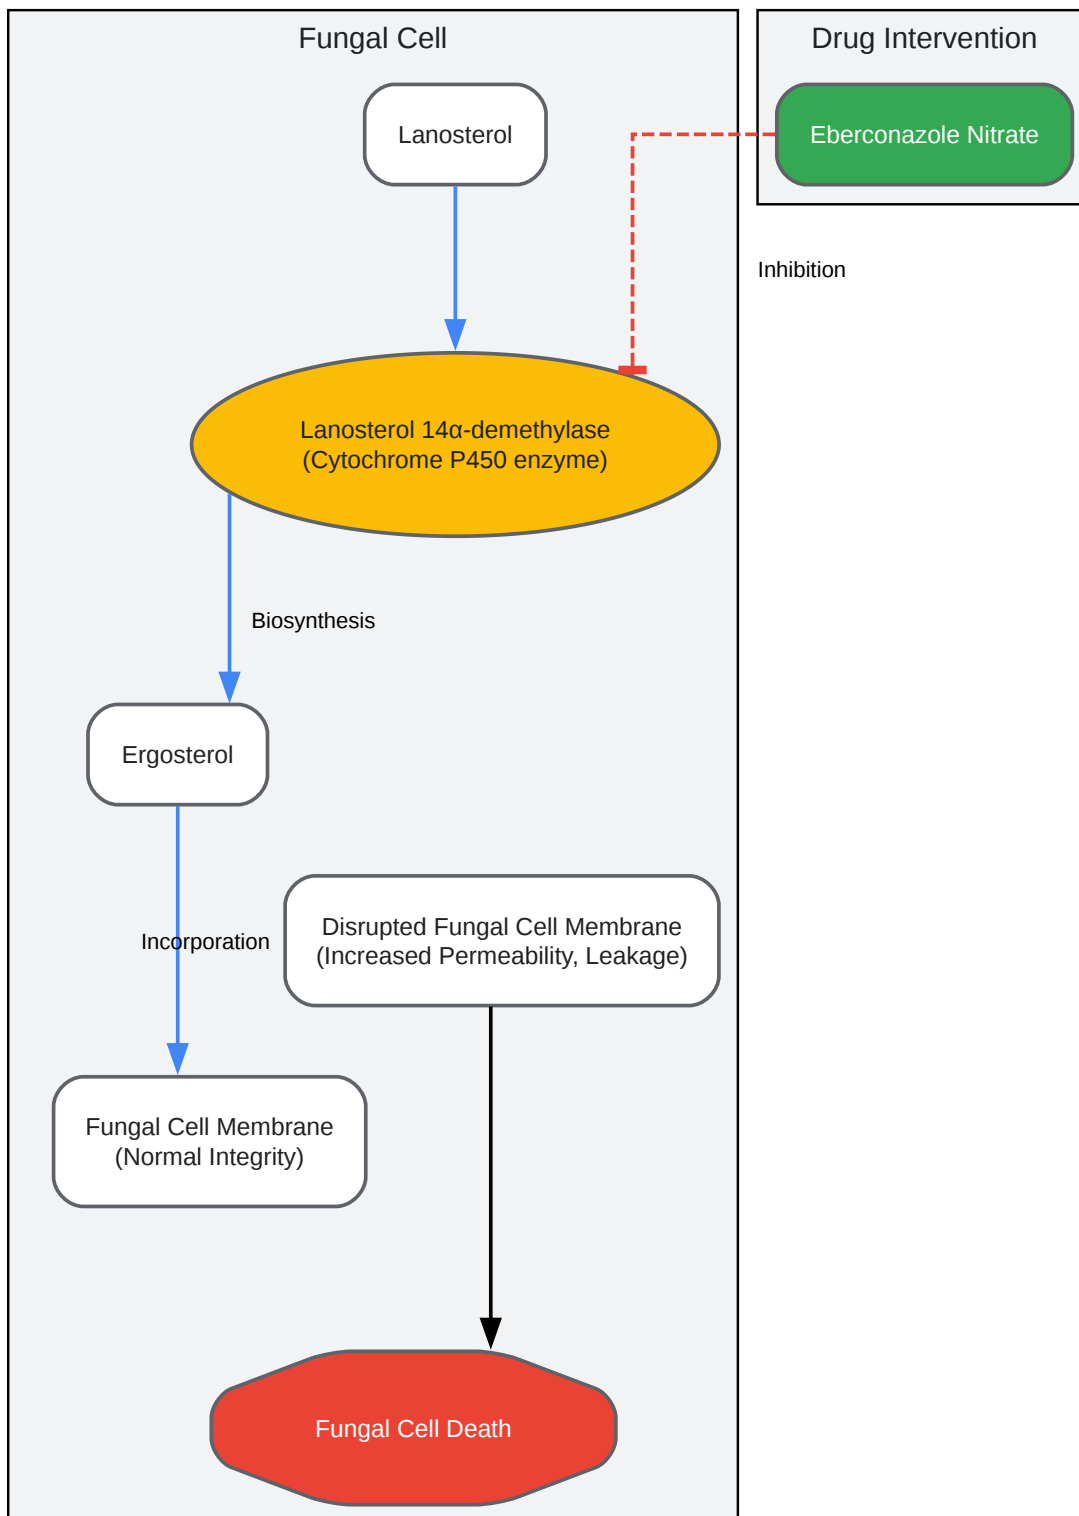 Fungal Cell
Drug Intervention
Lanosterol
Eberconazole Nitrate
Inhibition
Lanosterol 14α-demethylase
(Cytochrome P450 enzyme)
Biosynthesis
Ergosterol
Disrupted Fungal Cell Membrane
(Increased Permeability, Leakage)
Incorporation
Fungal Cell Membrane
(Normal Integrity)
Fungal Cell Death